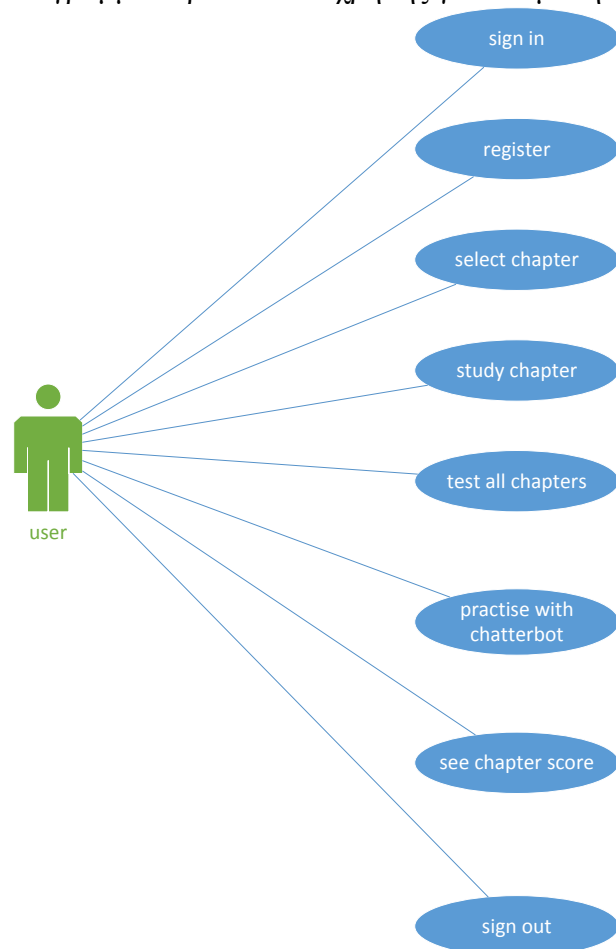 sign in
register
select chapter
study chapter
test all chapters
user
practise with
chatterbot
see chapter score
sign out